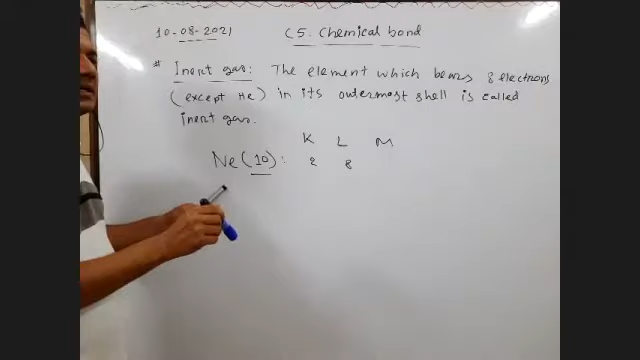 10-08-2021 C5. Chemical bond
* Inert gas: The element which bears 8 electrons
(except He) in its outermost shell is called
inert gas.
K L M
Ne (10): 2 8